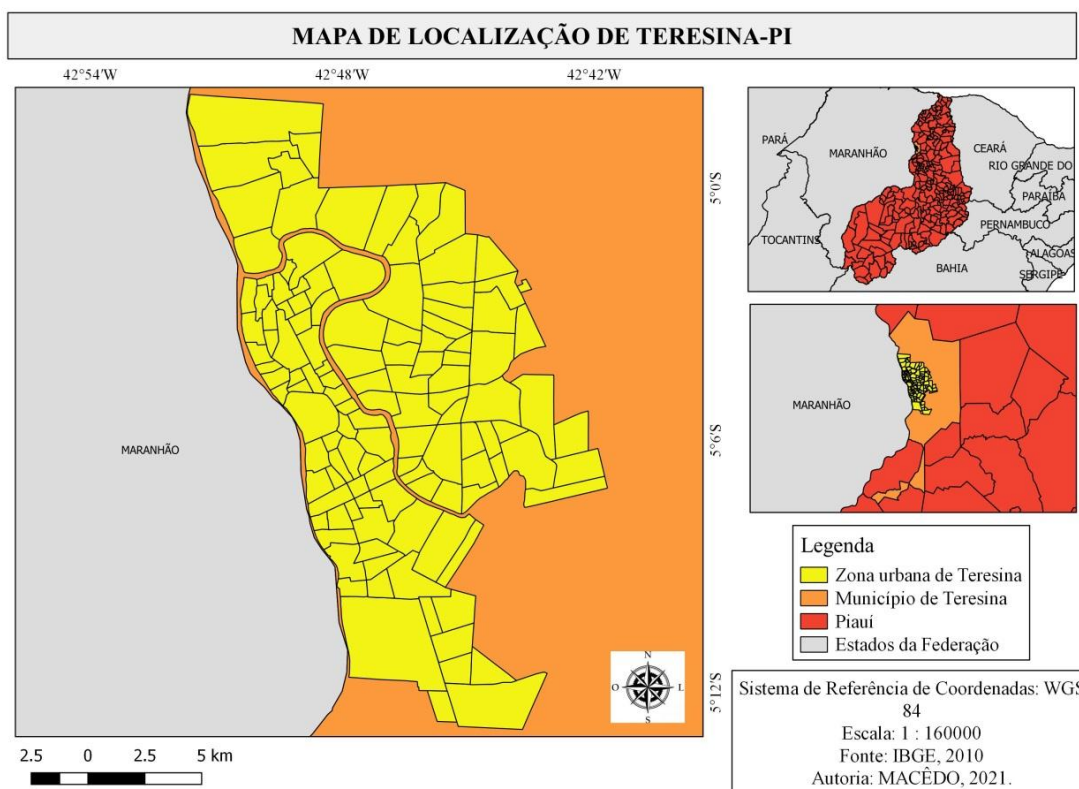 MAPA DE LOCALIZAÇÃO DE TERESINA-PI
42°54'W
42°48'W
42°42'W
5°0'S
5°6'S
5°12'S
MARANHÃO
N
O
L
S
2.5 0 2.5 5 km
PARÁ
MARANHÃO
CEARÁ
RIO GRANDE DO
PARAÍBA
PERNAMBUCO
TOCANTINS
ALAGOAS
BAHIA
SERGIPE
MARANHÃO
Legenda
Zona urbana de Teresina
Município de Teresina
Piauí
Estados da Federação
Sistema de Referência de Coordenadas: WGS
84
Escala: 1 : 160000
Fonte: IBGE, 2010
Autoria: MACÊDO, 2021.